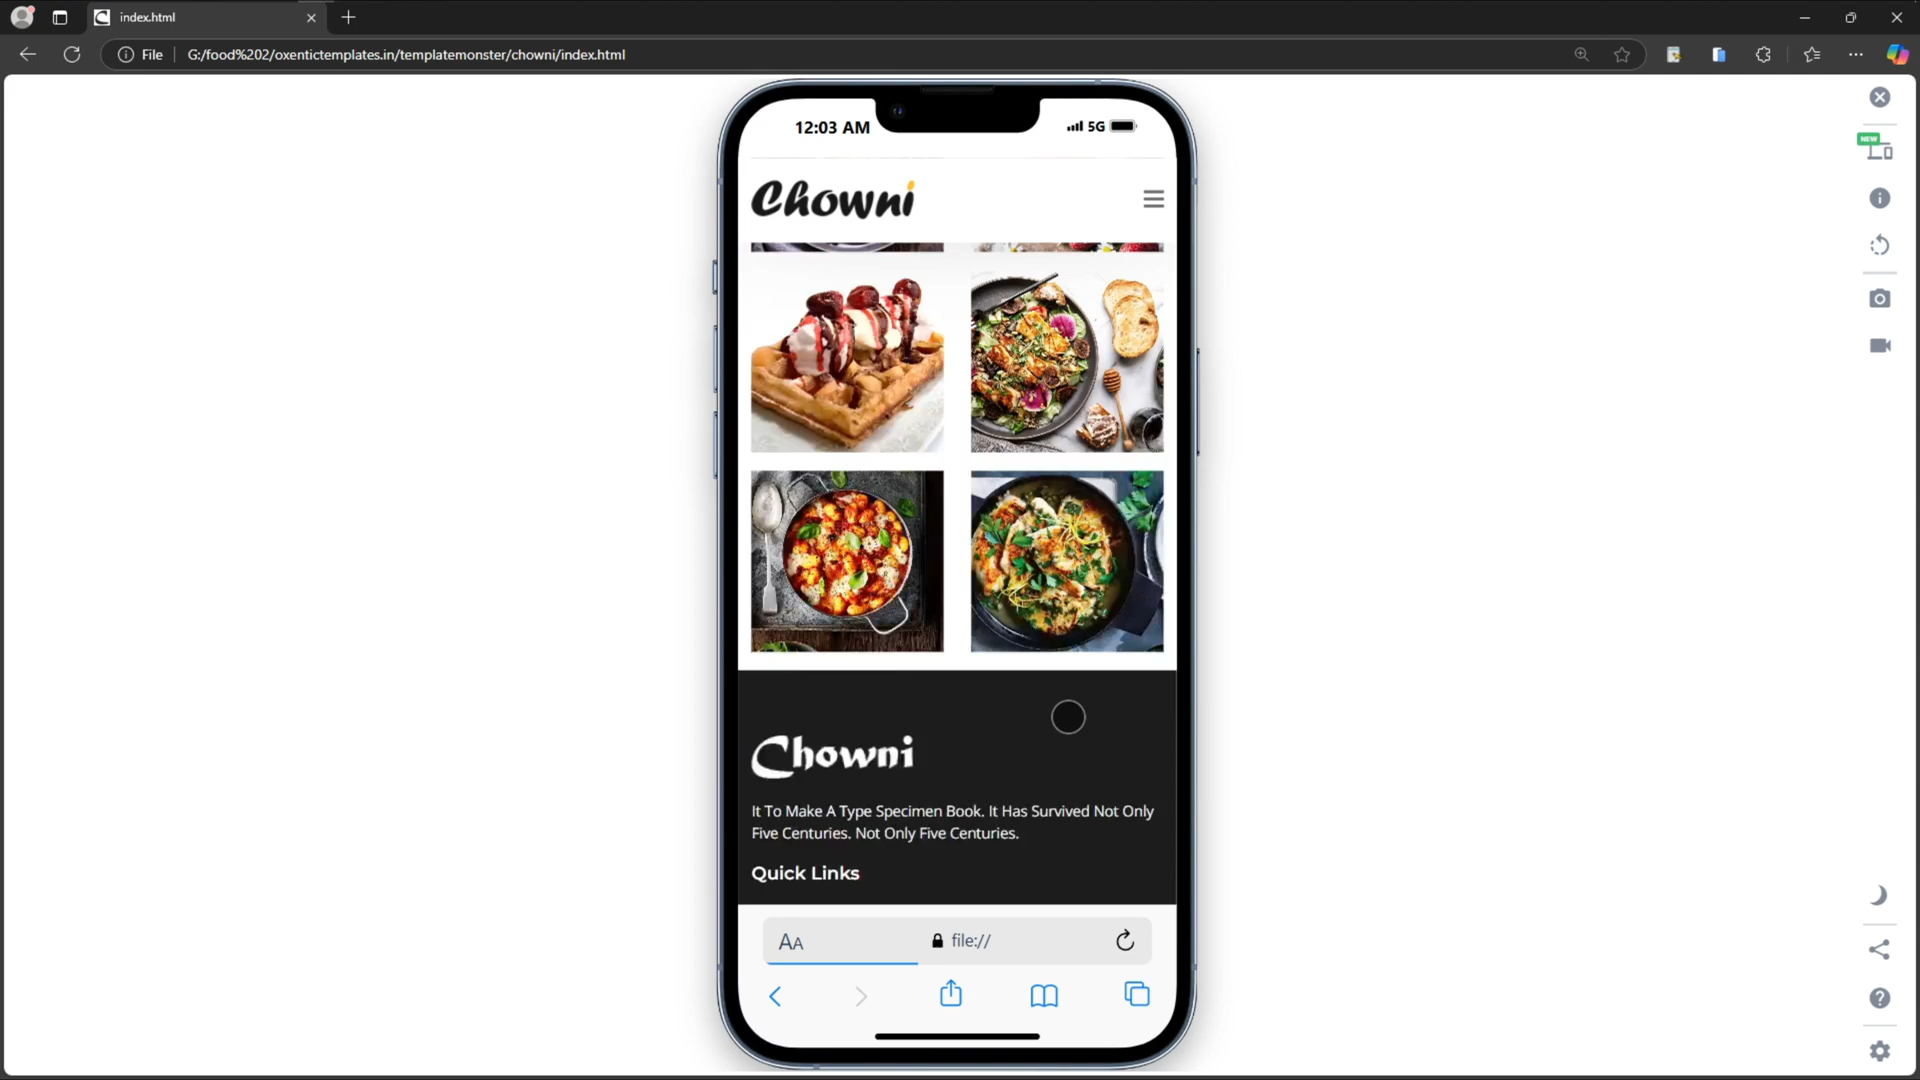 index.html
File
G:/food%202/oxentictemplates.in/templatemonster/chowni/index.html
NEW
12:03 AM
5G
Chowni
Chowni
It To Make A Type Specimen Book. It Has Survived Not Only
Five Centuries. Not Only Five Centuries.
Quick Links
AA
file://